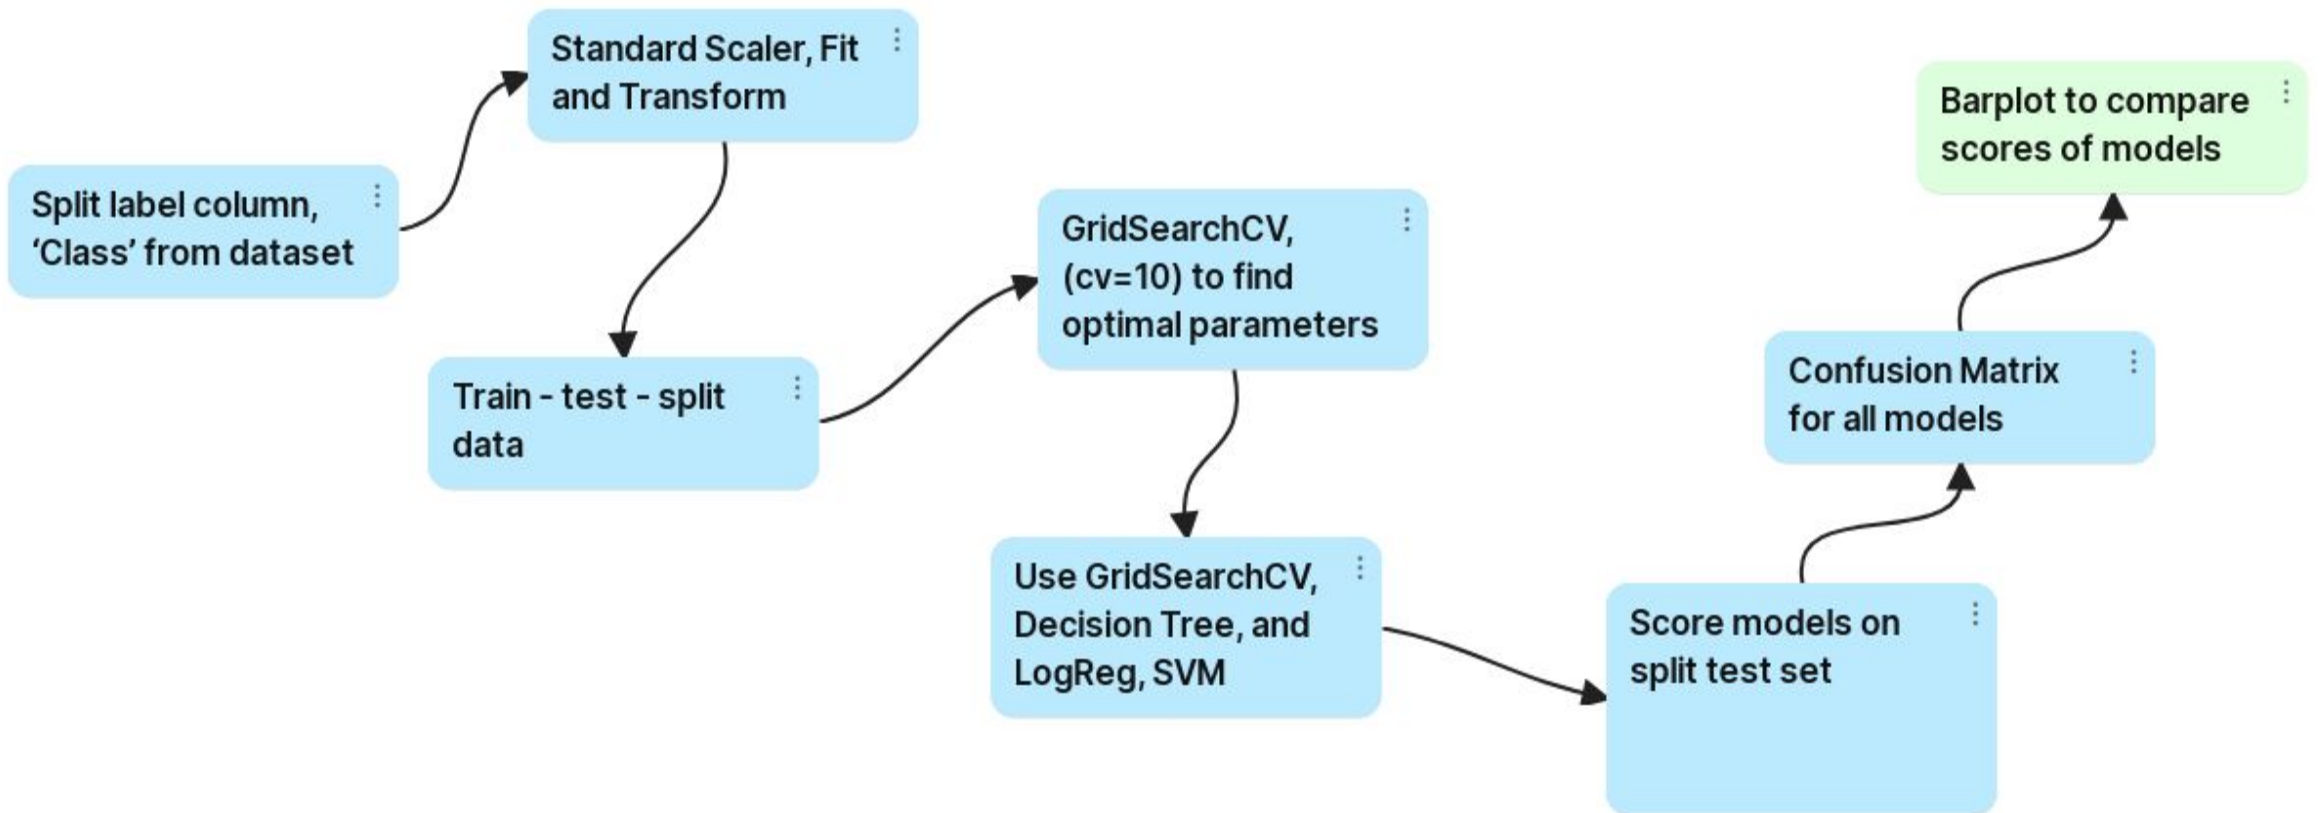 Split label column,
‘Class’ from dataset
Standard Scaler, Fit
and Transform
Train - test - split
data
GridSearchCV,
(cv=10) to find
optimal parameters
Use GridSearchCV,
Decision Tree, and
LogReg, SVM
Score models on
split test set
Confusion Matrix
for all models
Barplot to compare
scores of models